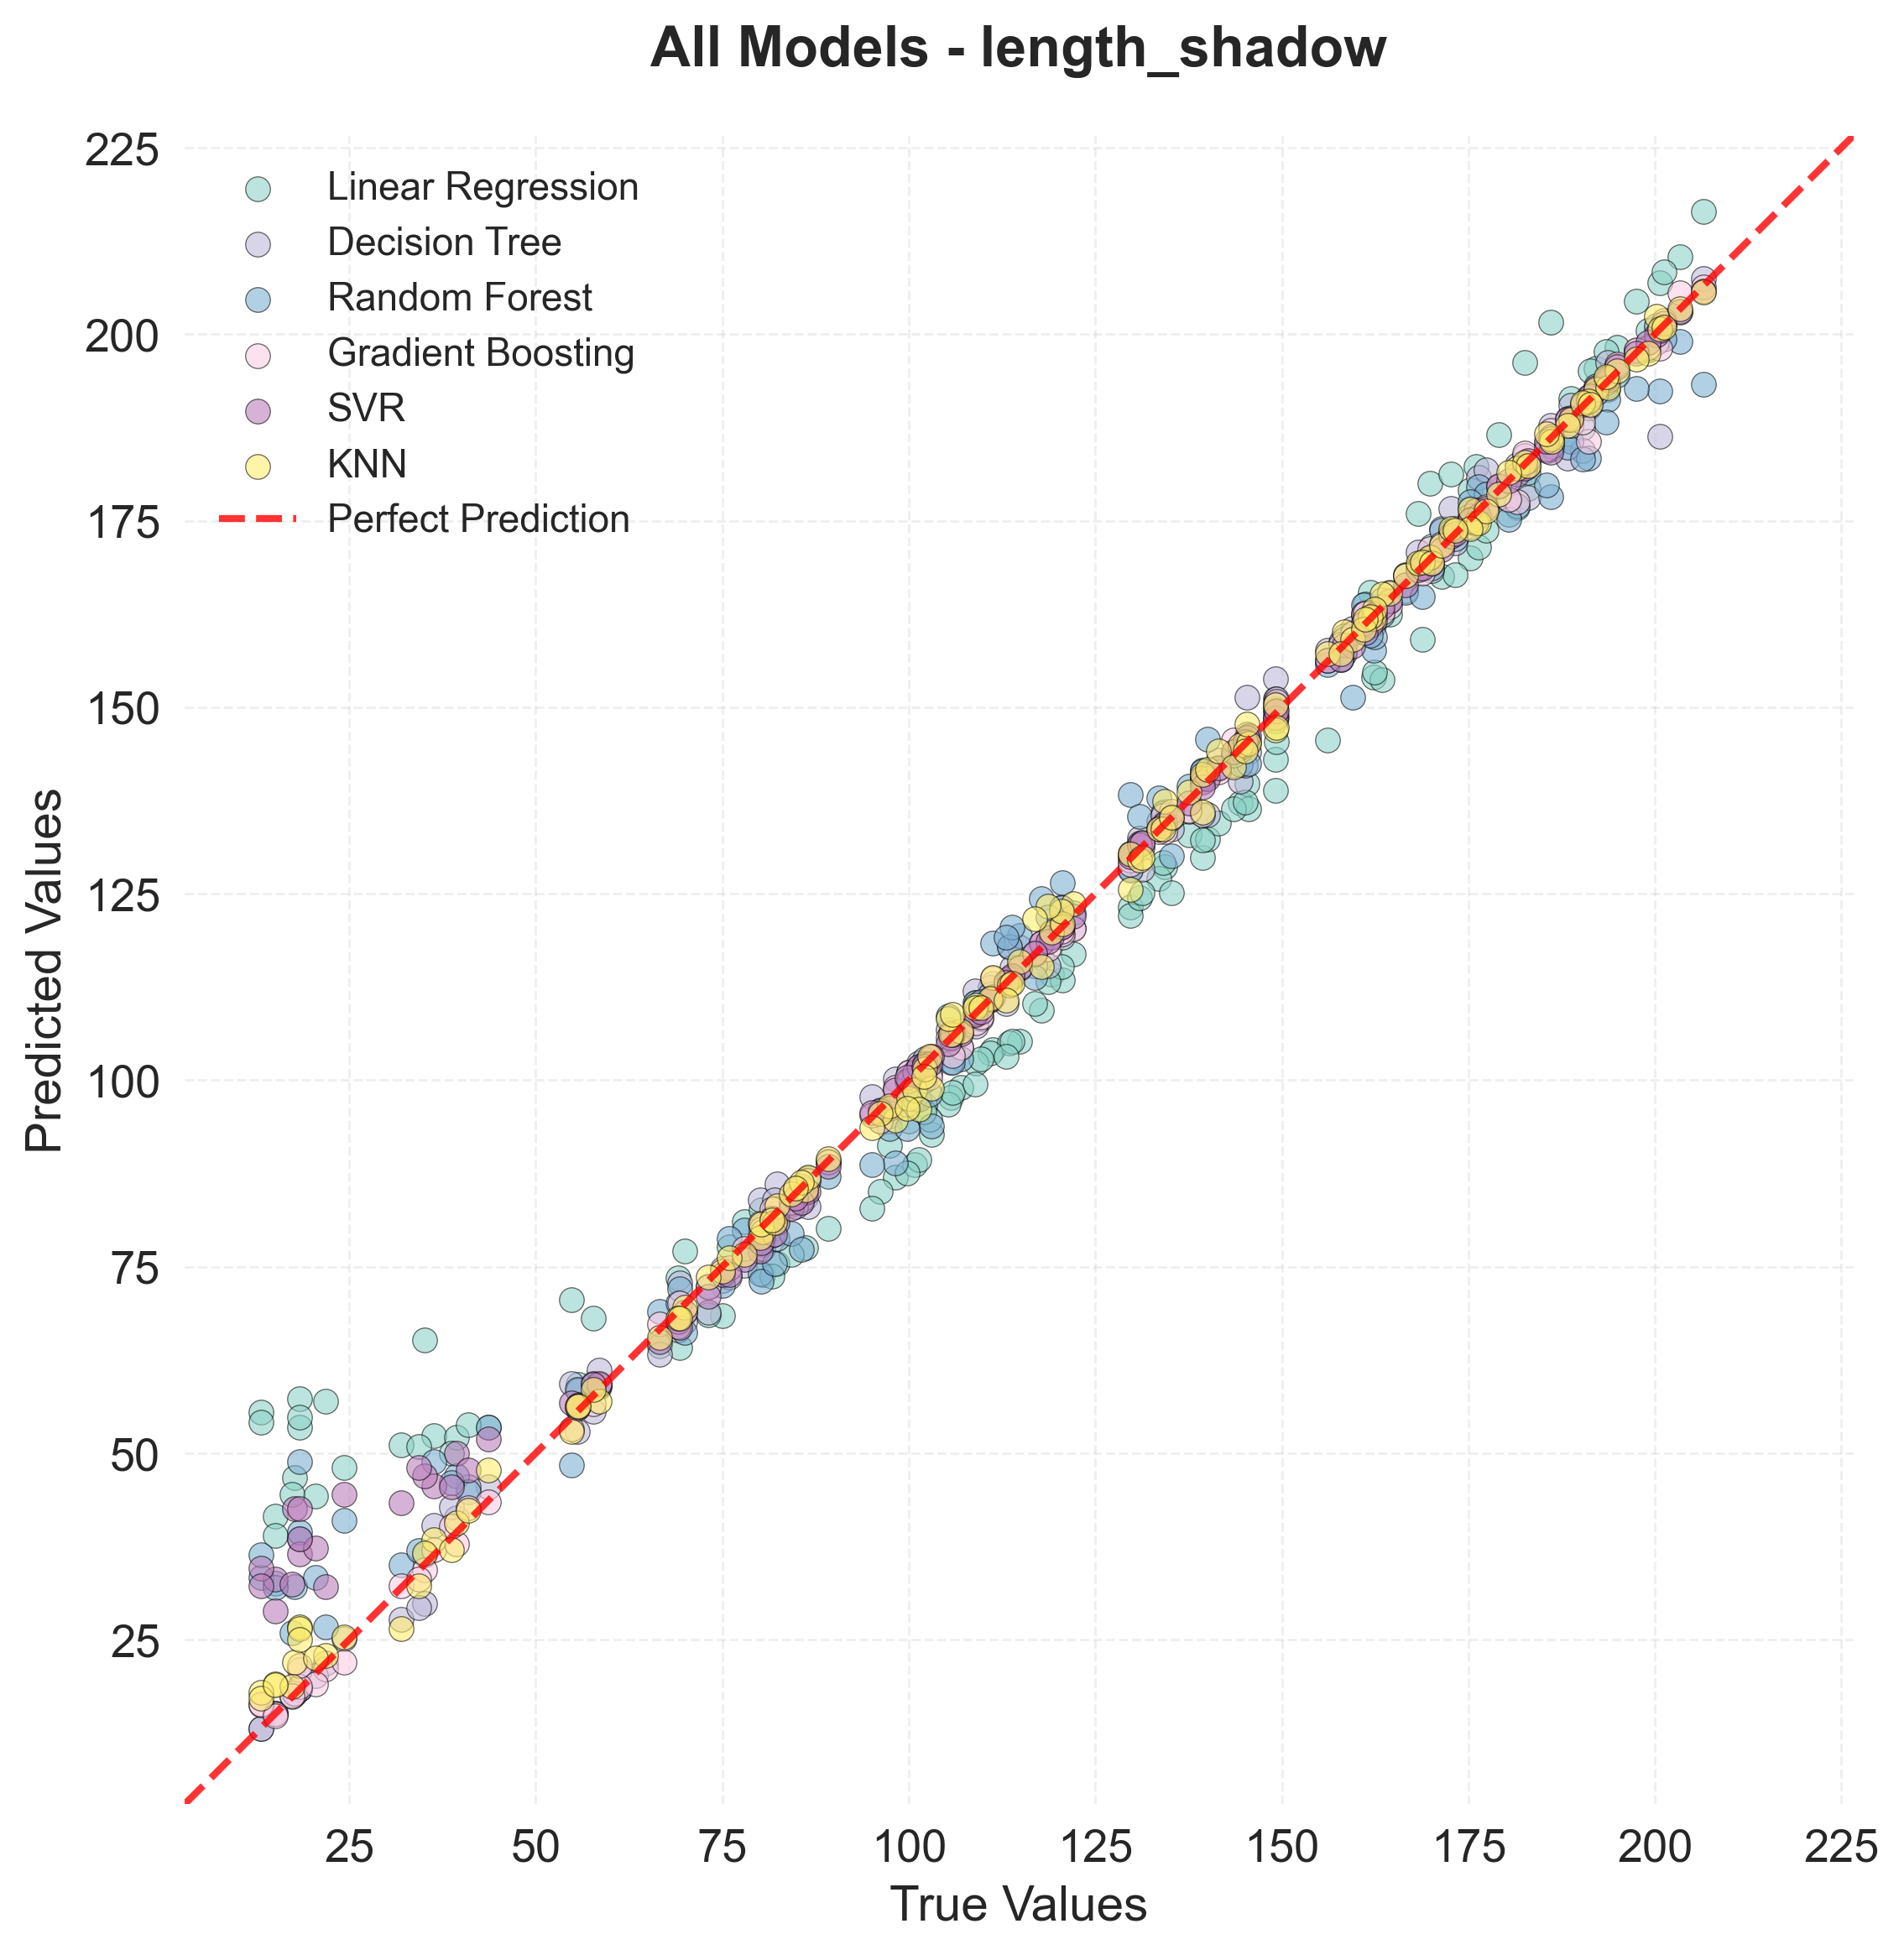 All Models - length_shadow
225
200
175
150
125
100
75
50
25
Linear Regression
Decision Tree
Random Forest
Gradient Boosting
SVR
KNN
Perfect Prediction
Predicted Values
25 50 75 100 125 150 175 200 225
True Values